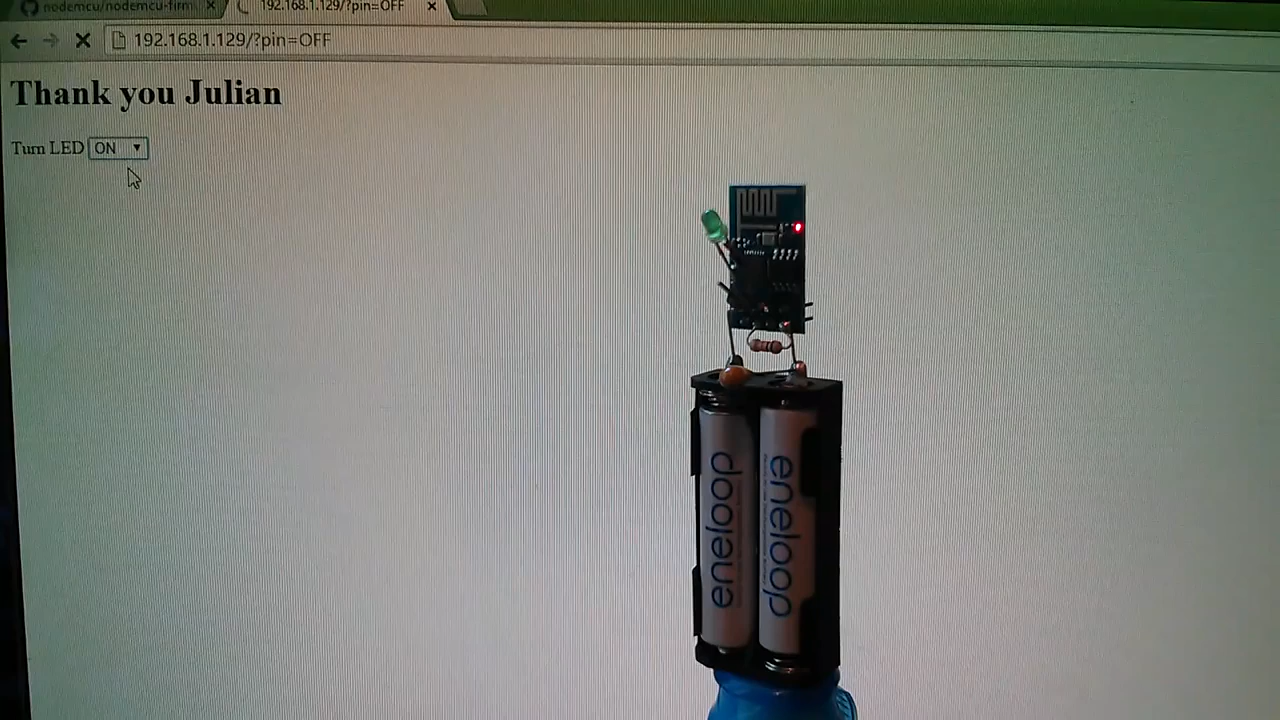 nodemcu/nodemcu-firm
192.168.1.129/?pin=OFF
192.168.1.129/?pin=OFF
Thank you Julian
Turn LED ON
eneloop
eneloop